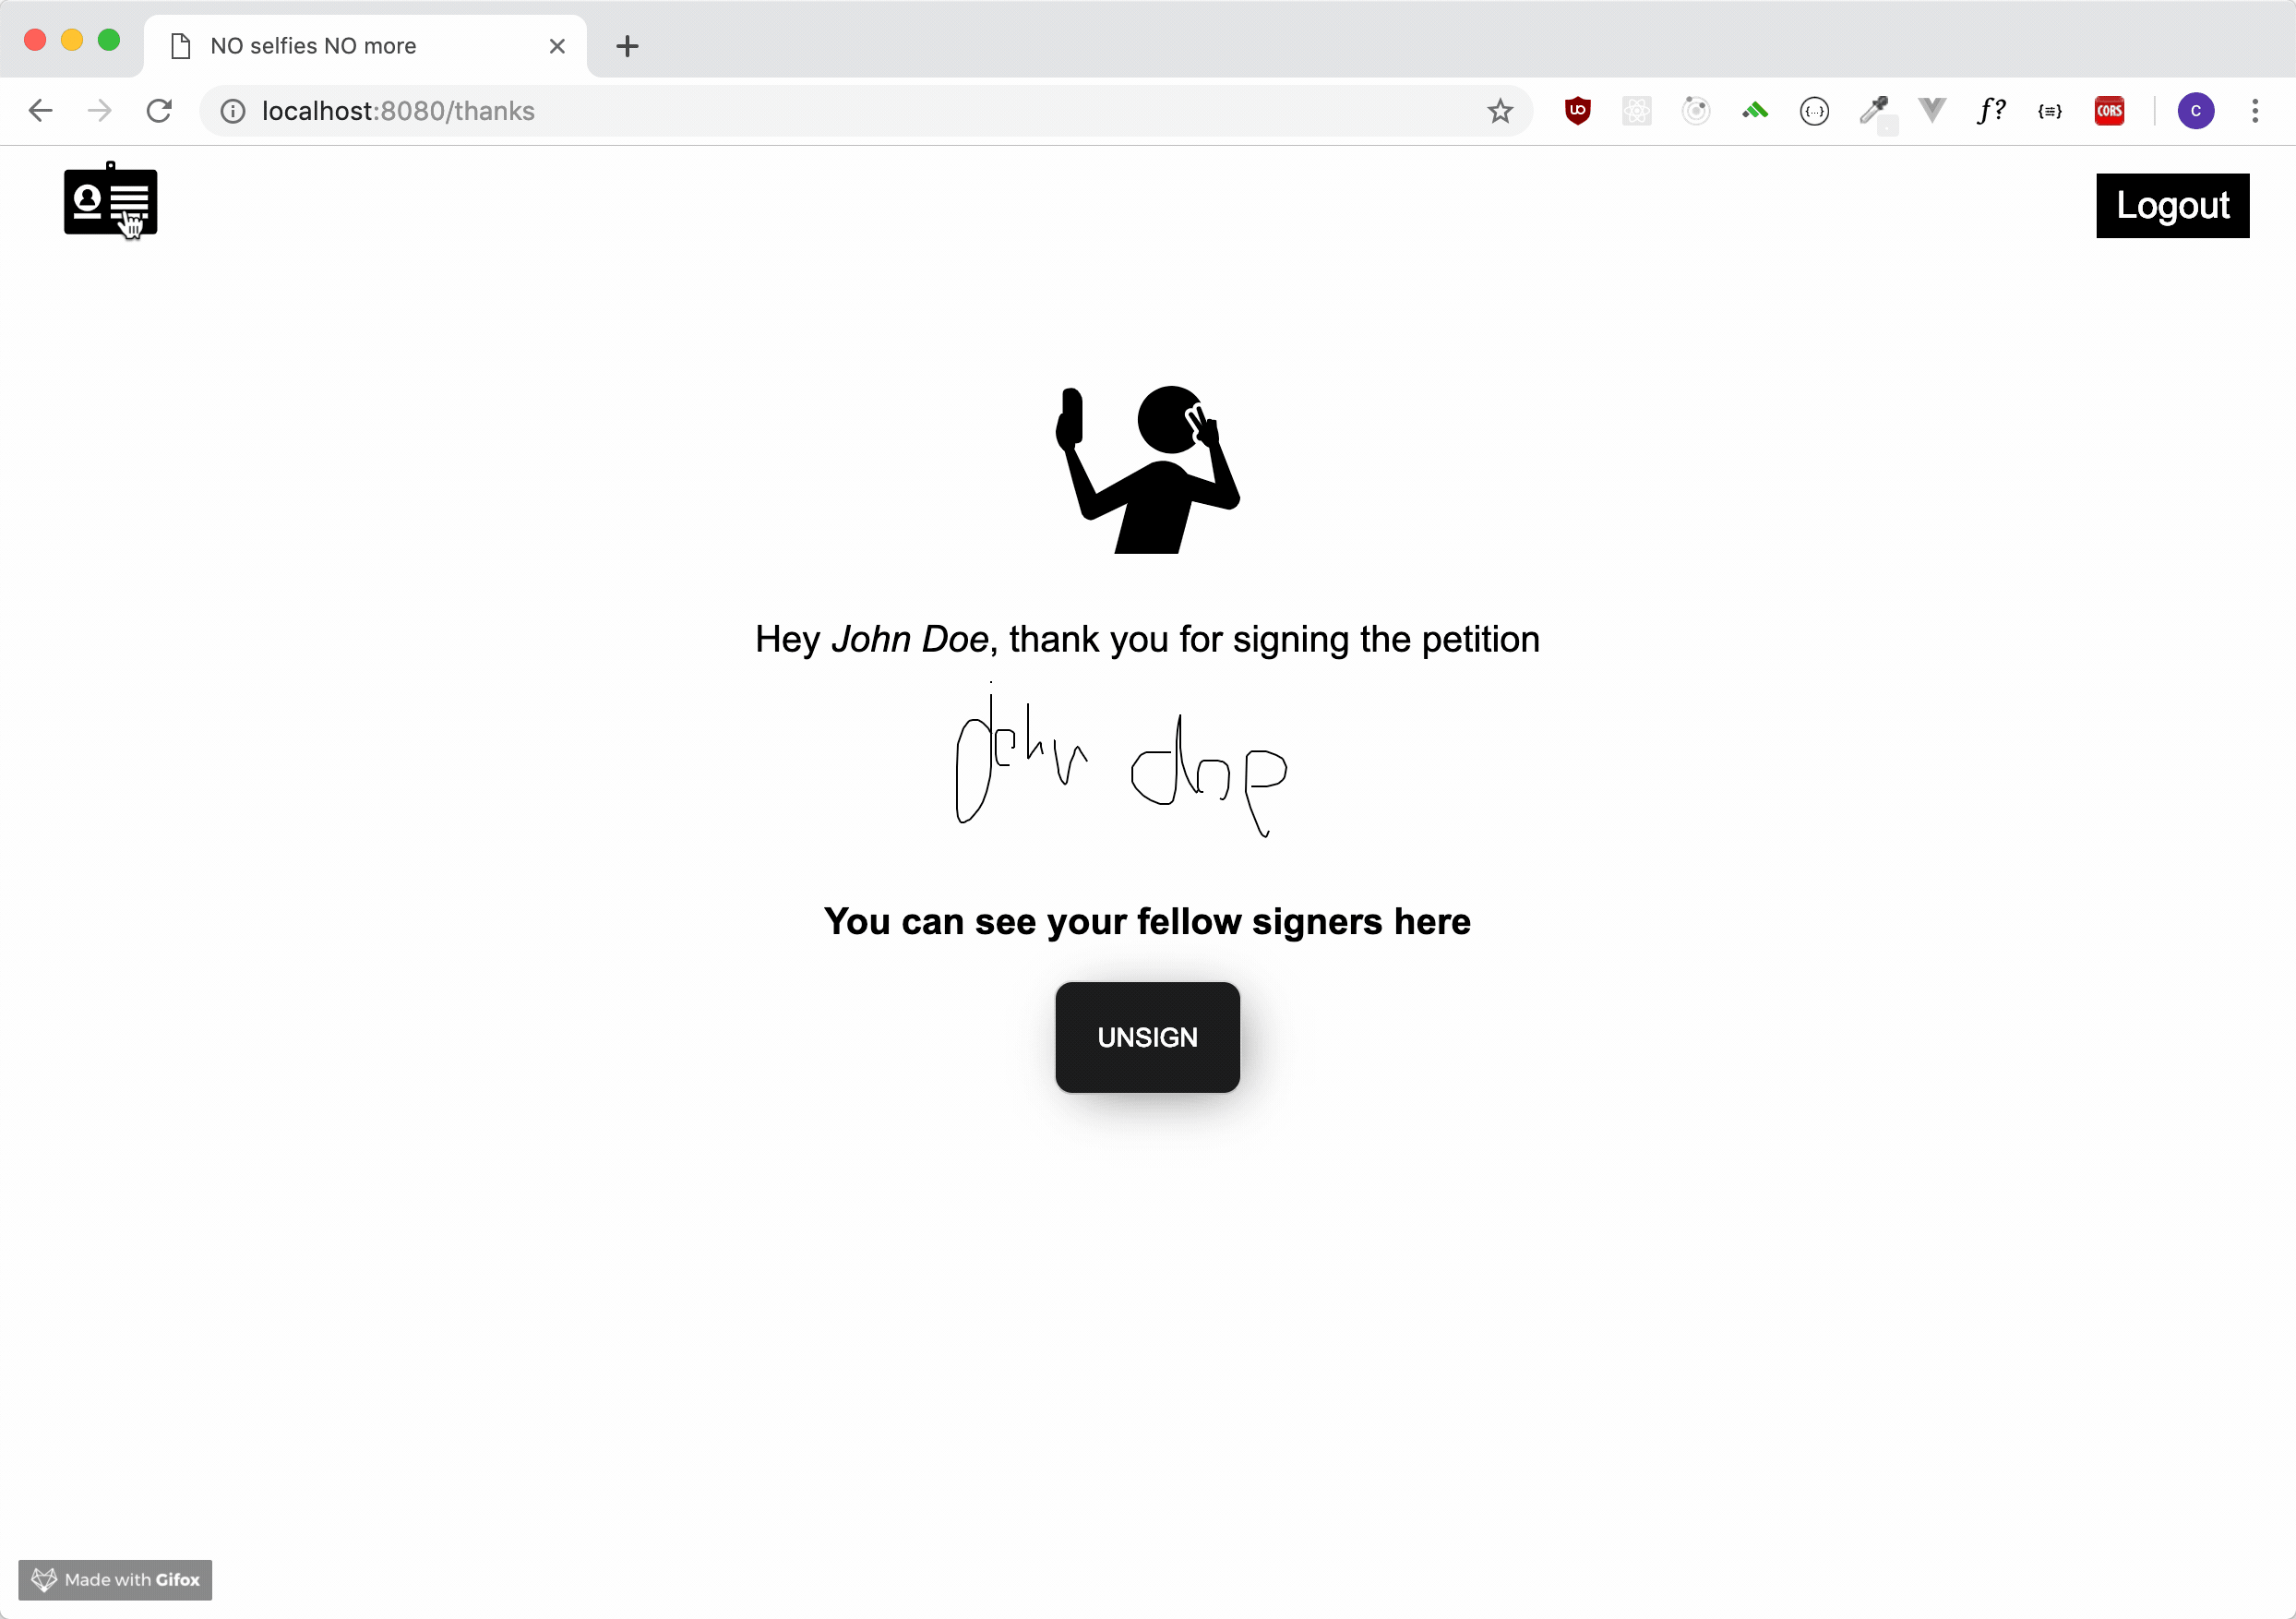 NO selfies NO more
localhost:8080/thanks
{...}
f?
CORS
C
Logout
Hey John Doe, thank you for signing the petition
john doe
You can see your fellow signers here
UNSIGN
Made with Gifox